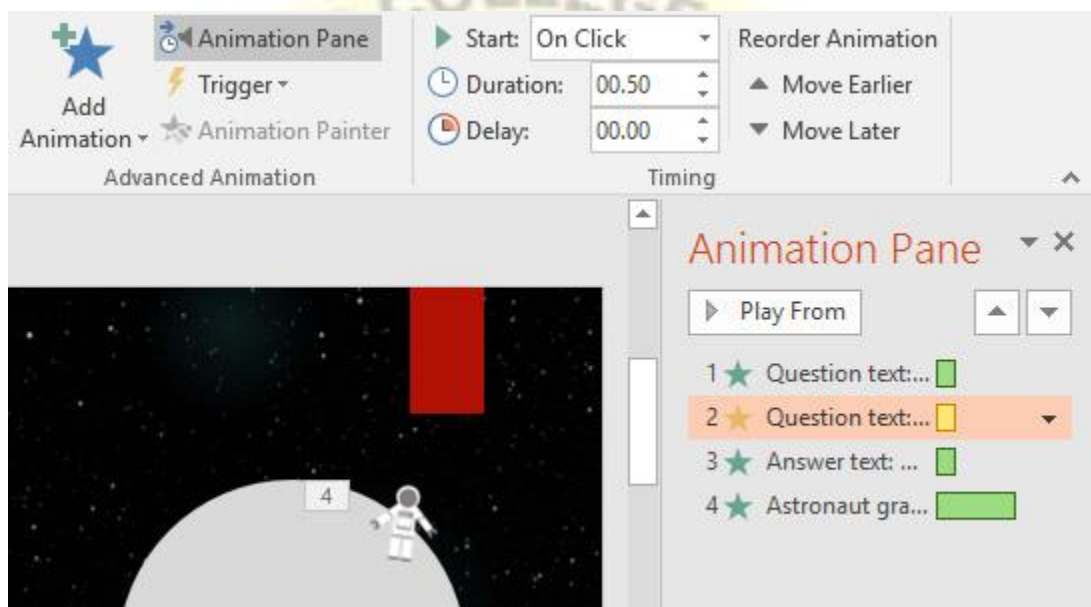 Add
Animation
Animation Pane
Trigger
Animation Painter
Advanced Animation
Start: On Click
Duration: 00.50
Delay: 00.00
Reorder Animation
Move Earlier
Move Later
Timing
4
Animation Pane
Play From
1 Question text:...
2 Question text:...
3 Answer text: ...
4 Astronaut gra...